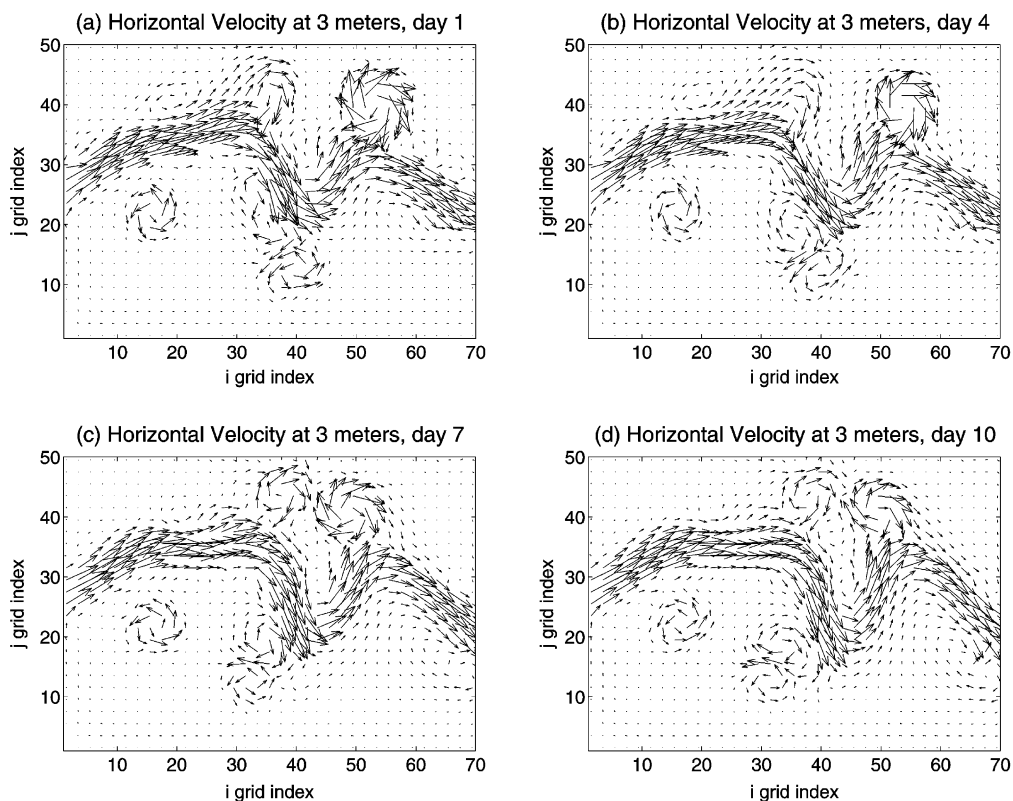 (a) Horizontal Velocity at 3 meters, day 1
50
40
30
20
10
j grid index
10 20 30 40 50 60 70
i grid index
(b) Horizontal Velocity at 3 meters, day 4
50
40
30
20
10
j grid index
10 20 30 40 50 60 70
i grid index
(c) Horizontal Velocity at 3 meters, day 7
50
40
30
20
10
j grid index
10 20 30 40 50 60 70
i grid index
(d) Horizontal Velocity at 3 meters, day 10
50
40
30
20
10
j grid index
10 20 30 40 50 60 70
i grid index